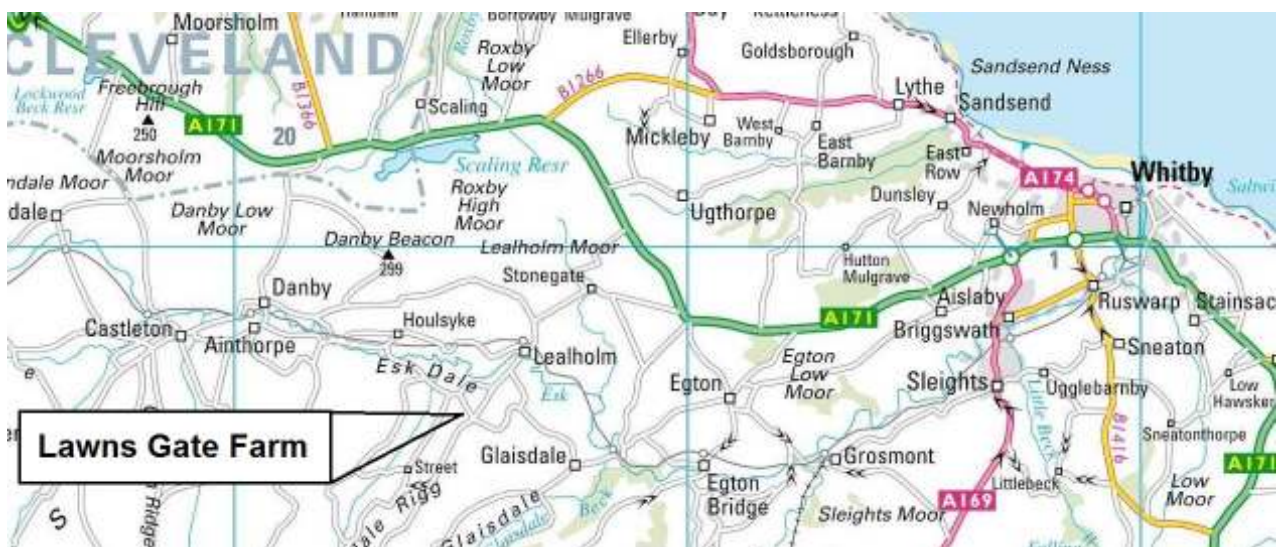 Moorsholm
CLEVELAND
Lockwood
Beck Resr
Freebrough
Hill
250
A171
20
B1366
Moorsholm
Moor
Scaling
Roxby
Roxby
Low
Moor
Borrowby
Mulgrave
B1266
Ellerby
Goldsborough
Kettleness
Sandsend Ness
Lythe
Sandsend
Mickleby
West
Barnby
East
Barnby
East
Row
A174
Whitby
Scaling Resr
Roxby
High
Moor
Danby Low
Moor
Danby Beacon
299
Lealholm Moor
Ugthorpe
Dunsley
Newholm
Hutton
Mulgrave
1
Stonegate
Danby
Castleton
Ainthorpe
Houlsyke
Lealholm
Esk Dale
Esk
A171
Aislaby
Briggswath
Ruswarp
Stainsac
Sneaton
Egton
Low
Moor
Egton
Sleights
Ugglebarnby
Low
Hawsker
Sneatonthorpe
B1416
A171
Lawns Gate Farm
Street
Glaisdale
Glaisdale
Beck
Egton
Bridge
Grosmont
Littlebeck
Low
Moor
A169
Sleights Moor
Rigg
Ridge
S